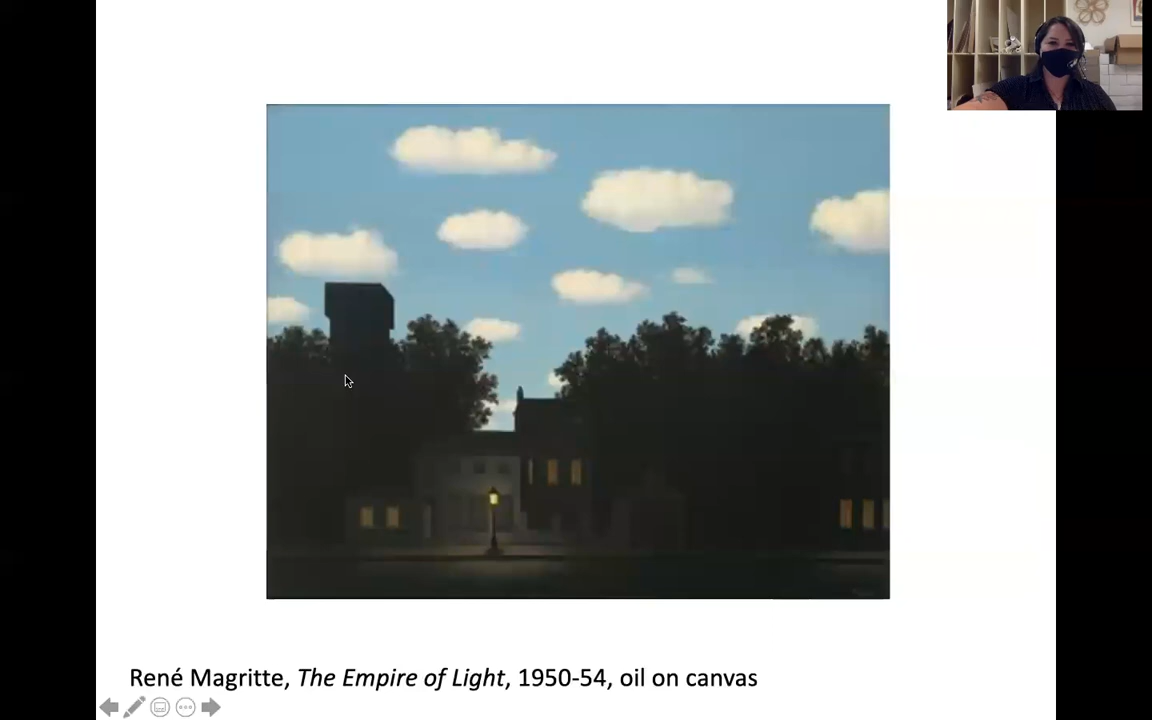 René Magritte, The Empire of Light, 1950-54, oil on canvas